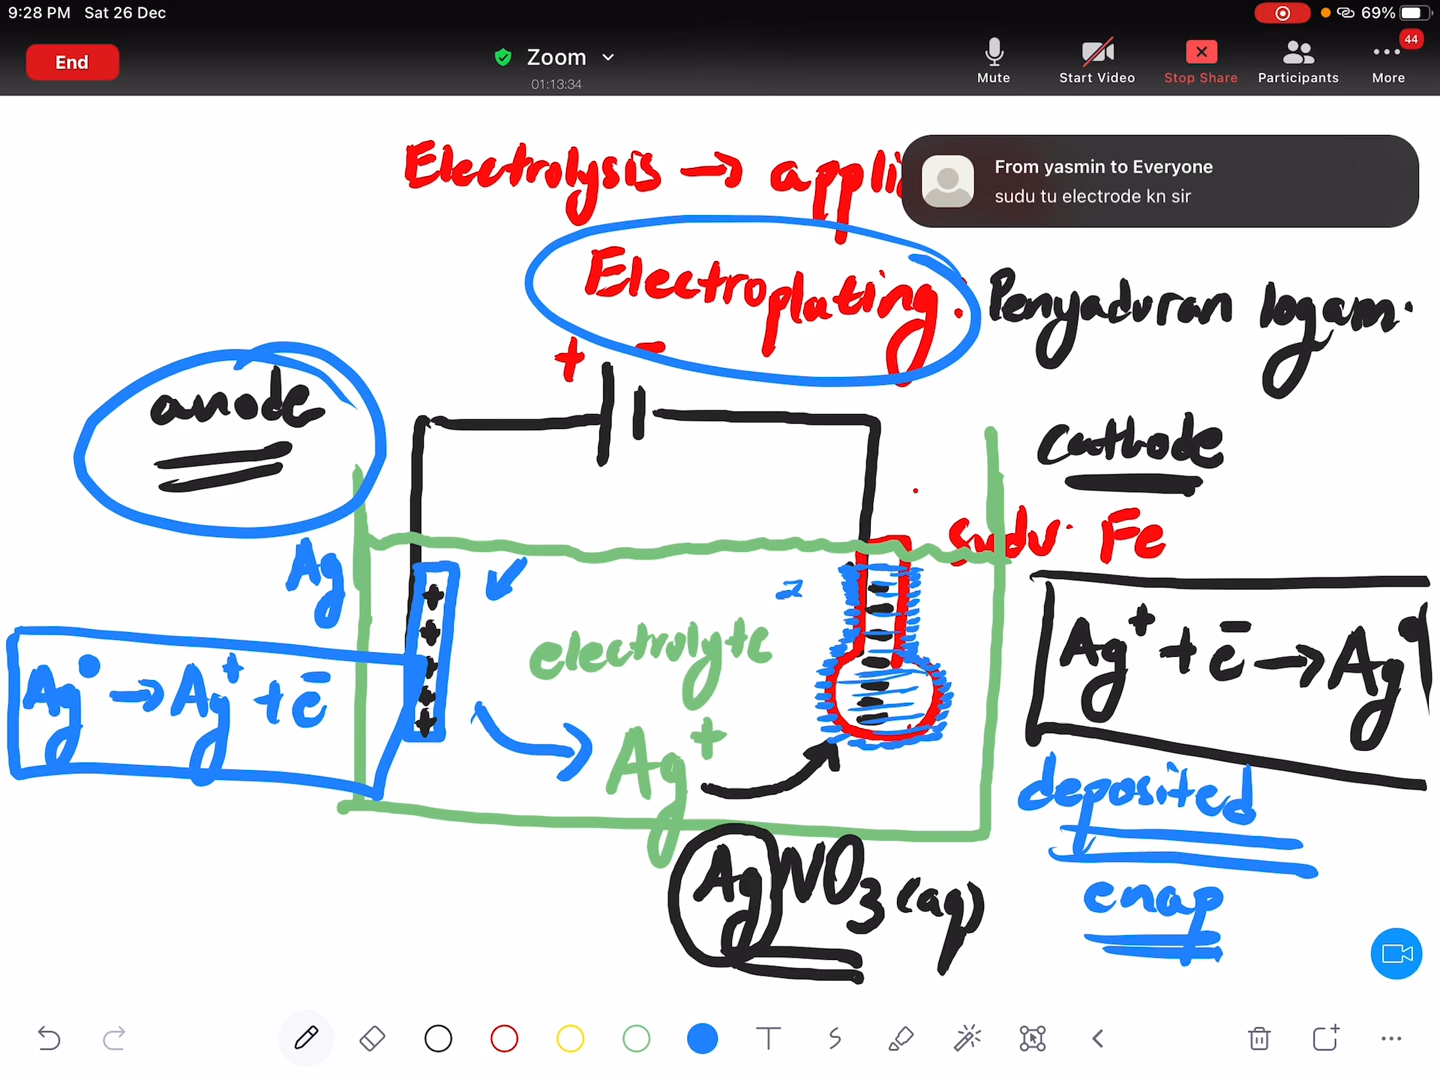 9:28 PM Sat 26 Dec
69%
End
Zoom
01:13:34
Mute
Start Video
Stop Share
Participants
44
More
From yasmin to Everyone
sudu tu electrode kn sir
Electrolysis → appli
Electroplating. Penyaduran logam.
+ -
anode
Cathode
Ag
sudu Fe
+
+
+
+
+
electrolyte
Ag° → Ag⁺ + ē
Ag⁺ + ē → Ag°
Ag⁺
deposited
AgNO₃ (aq)
enap
T